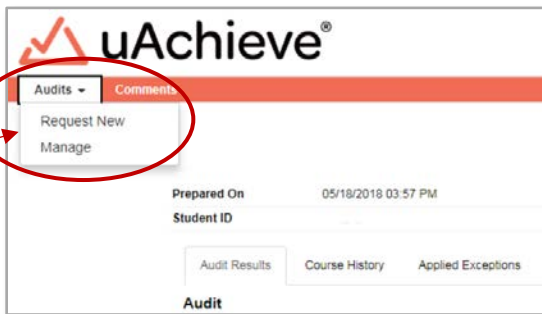 uAchieve®
Audits Comments
Request New
Manage
Prepared On 05/18/2018 03:57 PM
Student ID
Audit Results Course History Applied Exceptions
Audit